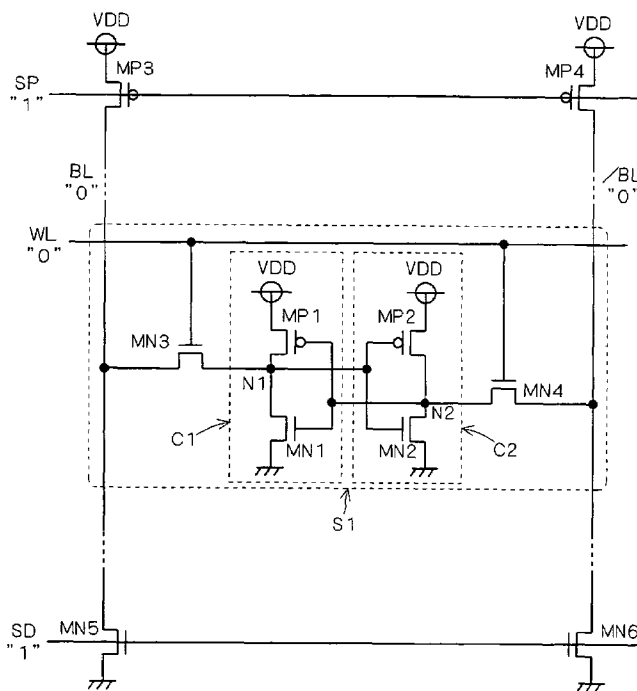 VDD
VDD
MP3
MP4
SP
"1"
BL
"0"
/BL
"0"
WL
"0"
VDD
VDD
MP1
MP2
MN3
N1
MN4
N2
C1
MN1
MN2
C2
S1
SD
"1"
MN5
MN6